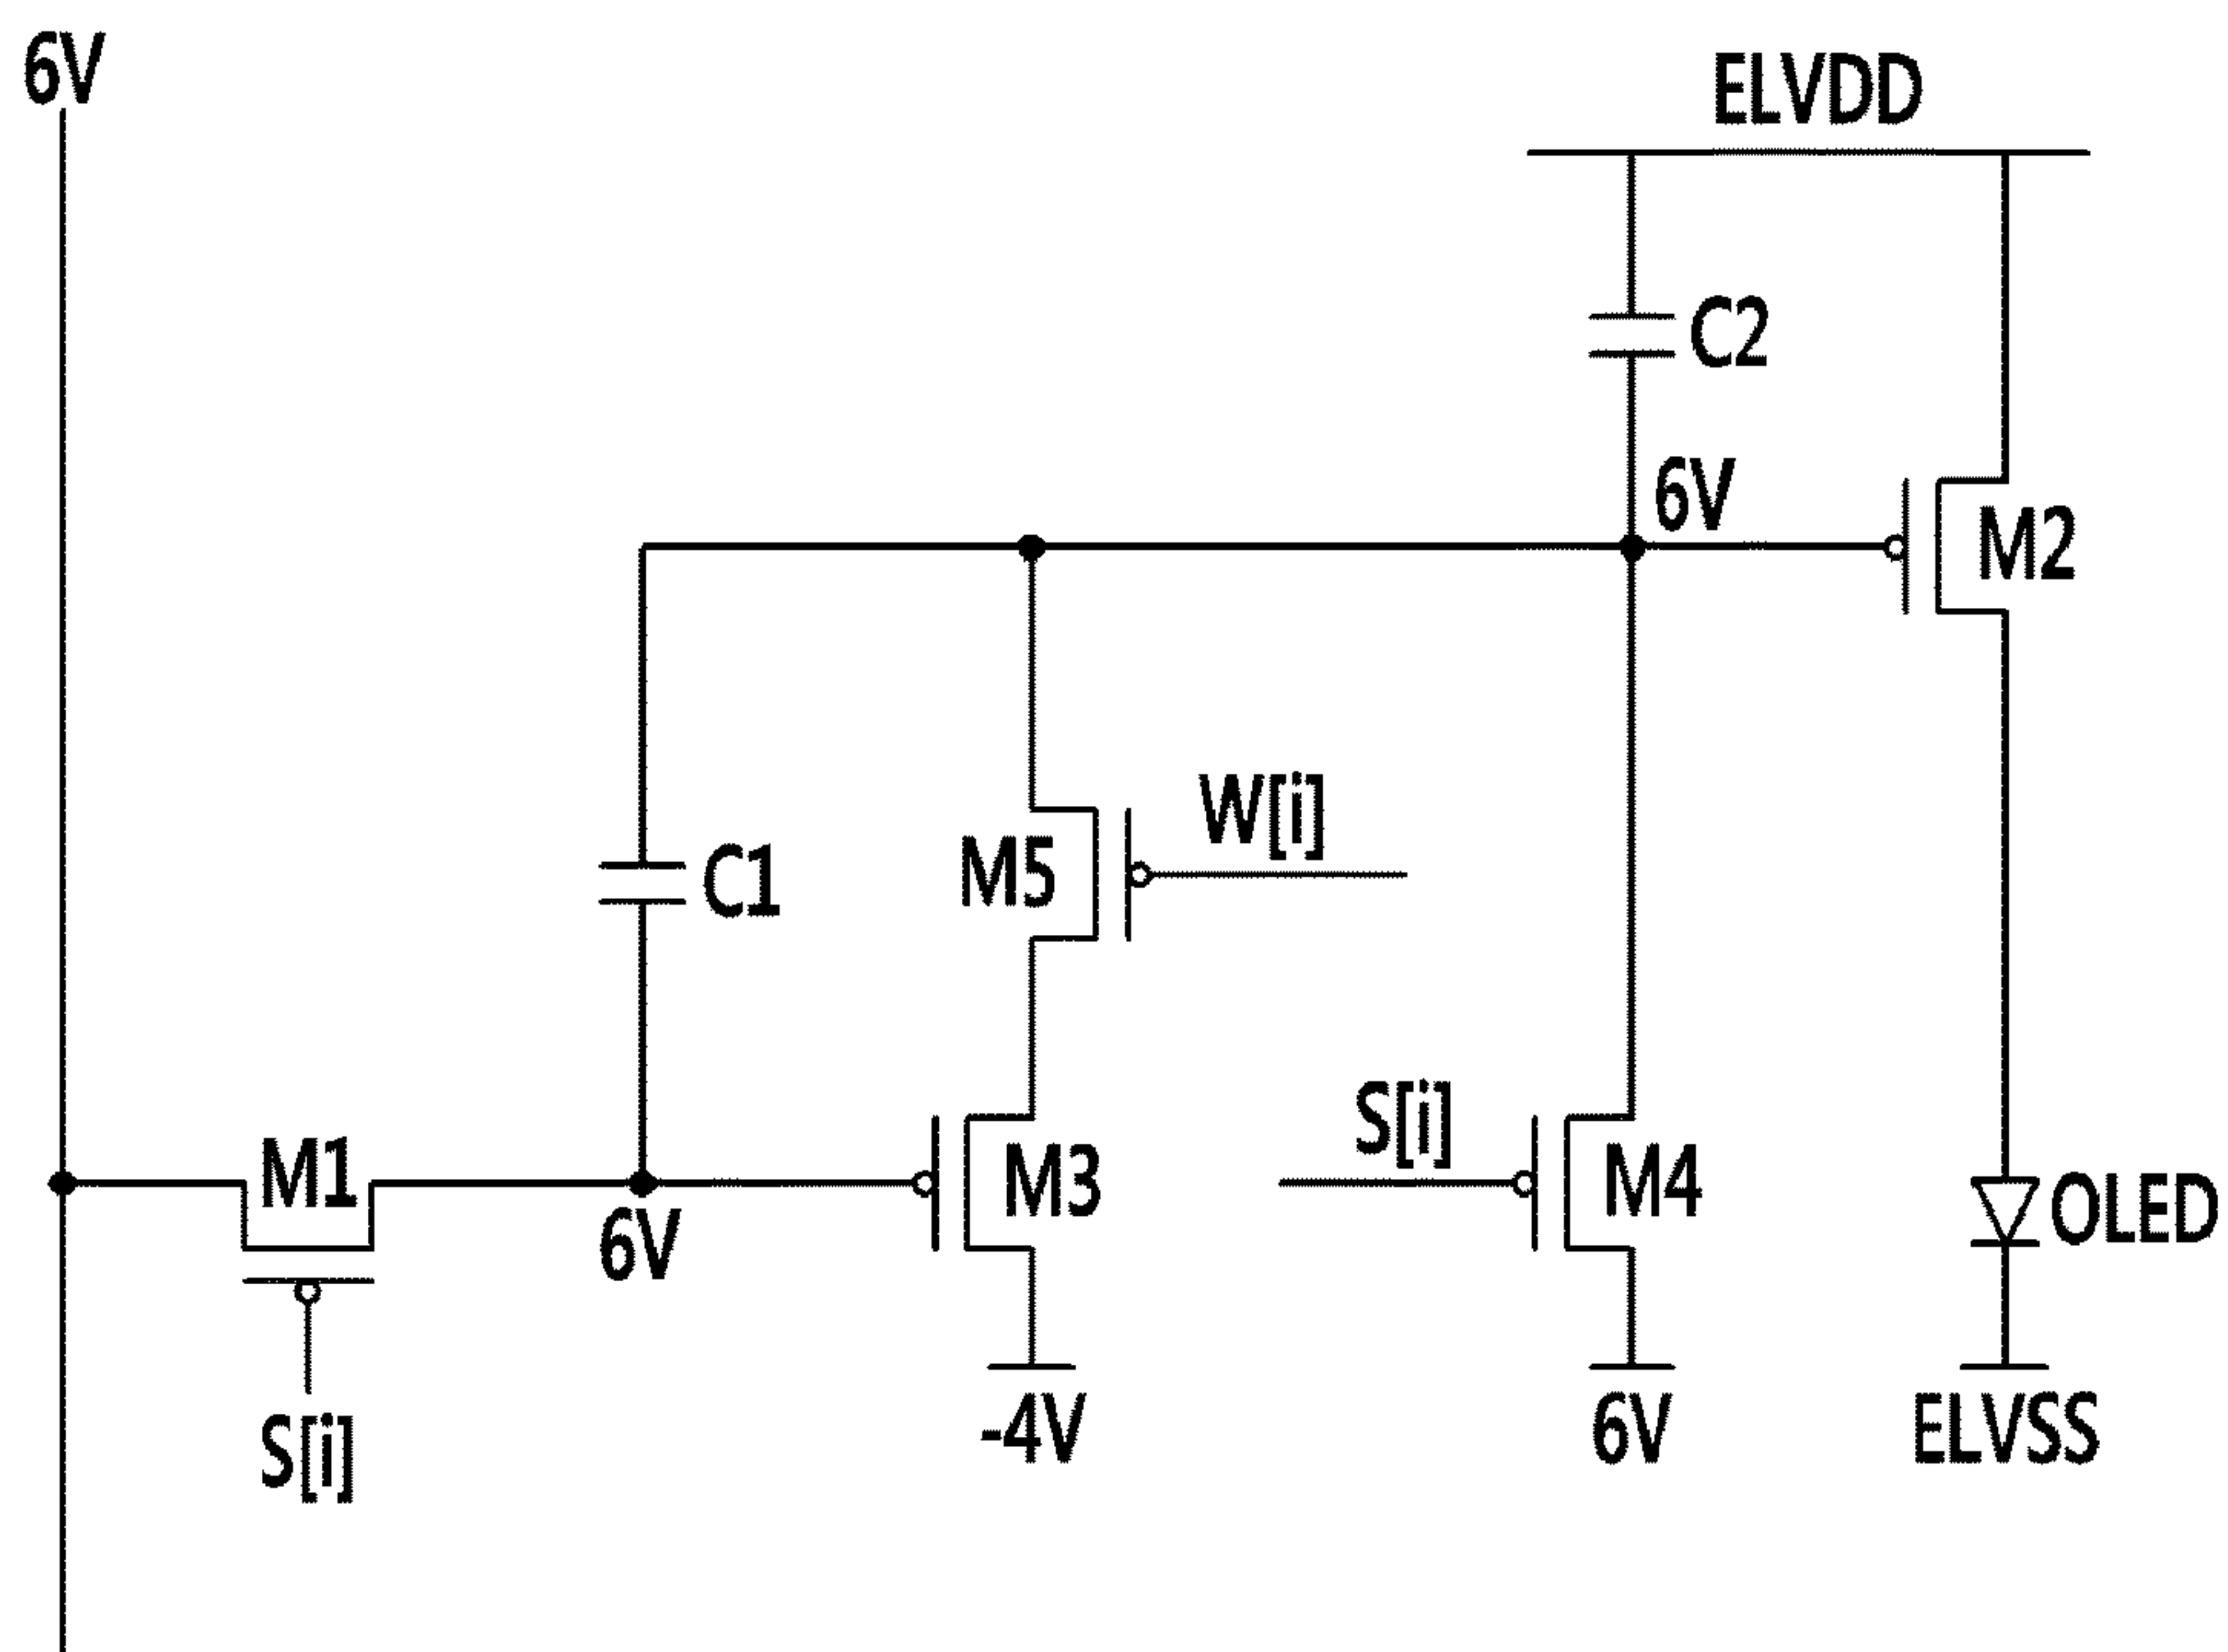 6V
ELVDD
C2
6V
M2
W[i]
M5
C1
S[i]
M1
M3
M4
OLED
6V
-4V
6V
ELVSS
S[i]